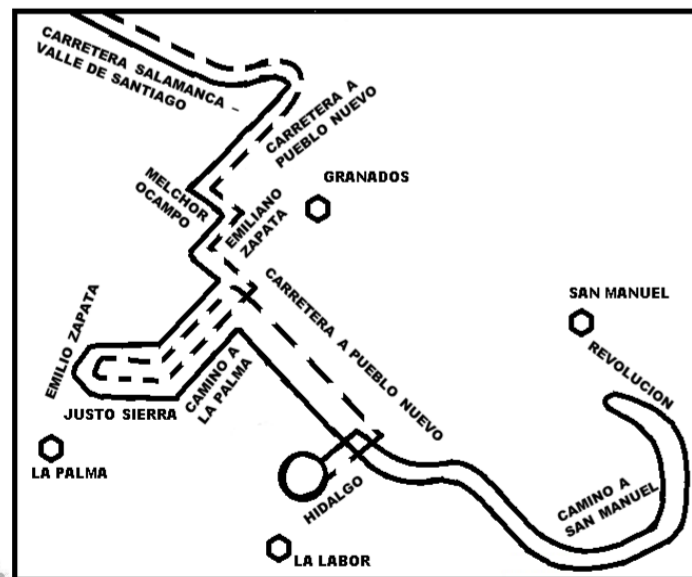 CARRETERA SALAMANCA –
VALLE DE SANTIAGO
CARRETERA A
PUEBLO NUEVO
MELCHOR
OCAMPO
EMILIANO
ZAPATA
GRANADOS
CARRETERA A PUEBLO NUEVO
SAN MANUEL
REVOLUCION
EMILIO ZAPATA
JUSTO SIERRA
CAMINO A
LA PALMA
LA PALMA
HIDALGO
LA LABOR
CAMINO A
SAN MANUEL